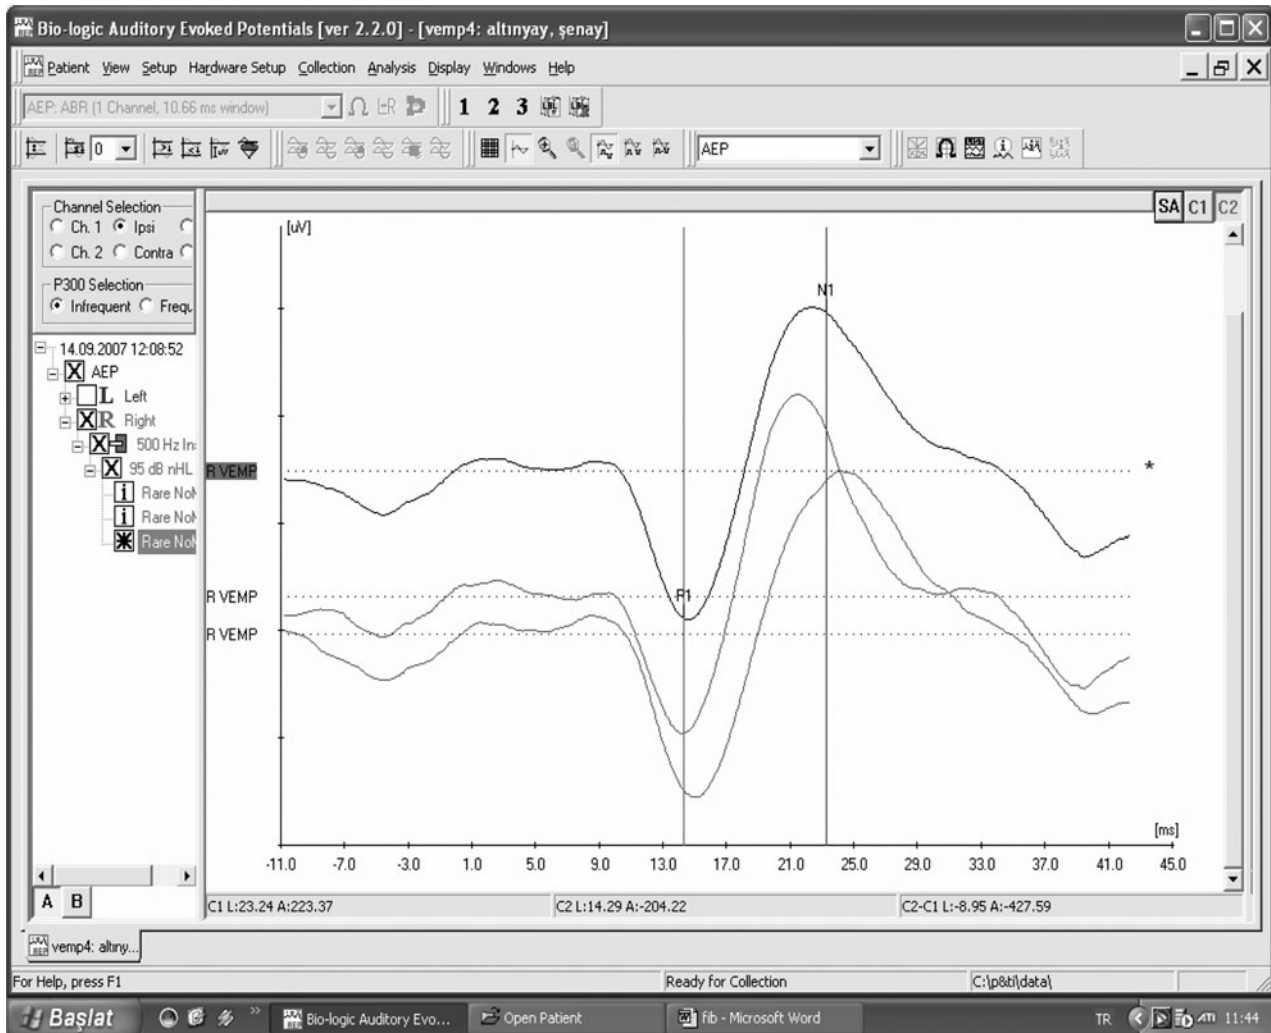 Bio-logic Auditory Evoked Potentials [ver 2.2.0] - [vemp4: altınyay, şenay]
Patient View Setup Hardware Setup Collection Analysis Display Windows Help
AEP: ABR (1 Channel, 10.66 ms window) 1 2 3
0 AEP
SA C1 C2
Channel Selection
Ch. 1 Ipsi
Ch. 2 Contra
P300 Selection
Infrequent Frequ
14.09.2007 12:08:52
AEP
L Left
R Right
500 Hz In
95 dB nHL
Rare No
Rare No
Rare No
[uV]
N1
R VEMP
*
P1
R VEMP
R VEMP
[ms]
-11.0 -7.0 -3.0 1.0 5.0 9.0 13.0 17.0 21.0 25.0 29.0 33.0 37.0 41.0 45.0
A B
C1 L:23.24 A:223.37 C2 L:14.29 A:-204.22 C2-C1 L:-8.95 A:-427.59
vemp4: altıny...
For Help, press F1 Ready for Collection C:\p&ti\data\
Başlat Bio-logic Auditory Evo... Open Patient fib - Microsoft Word TR ATI 11:44